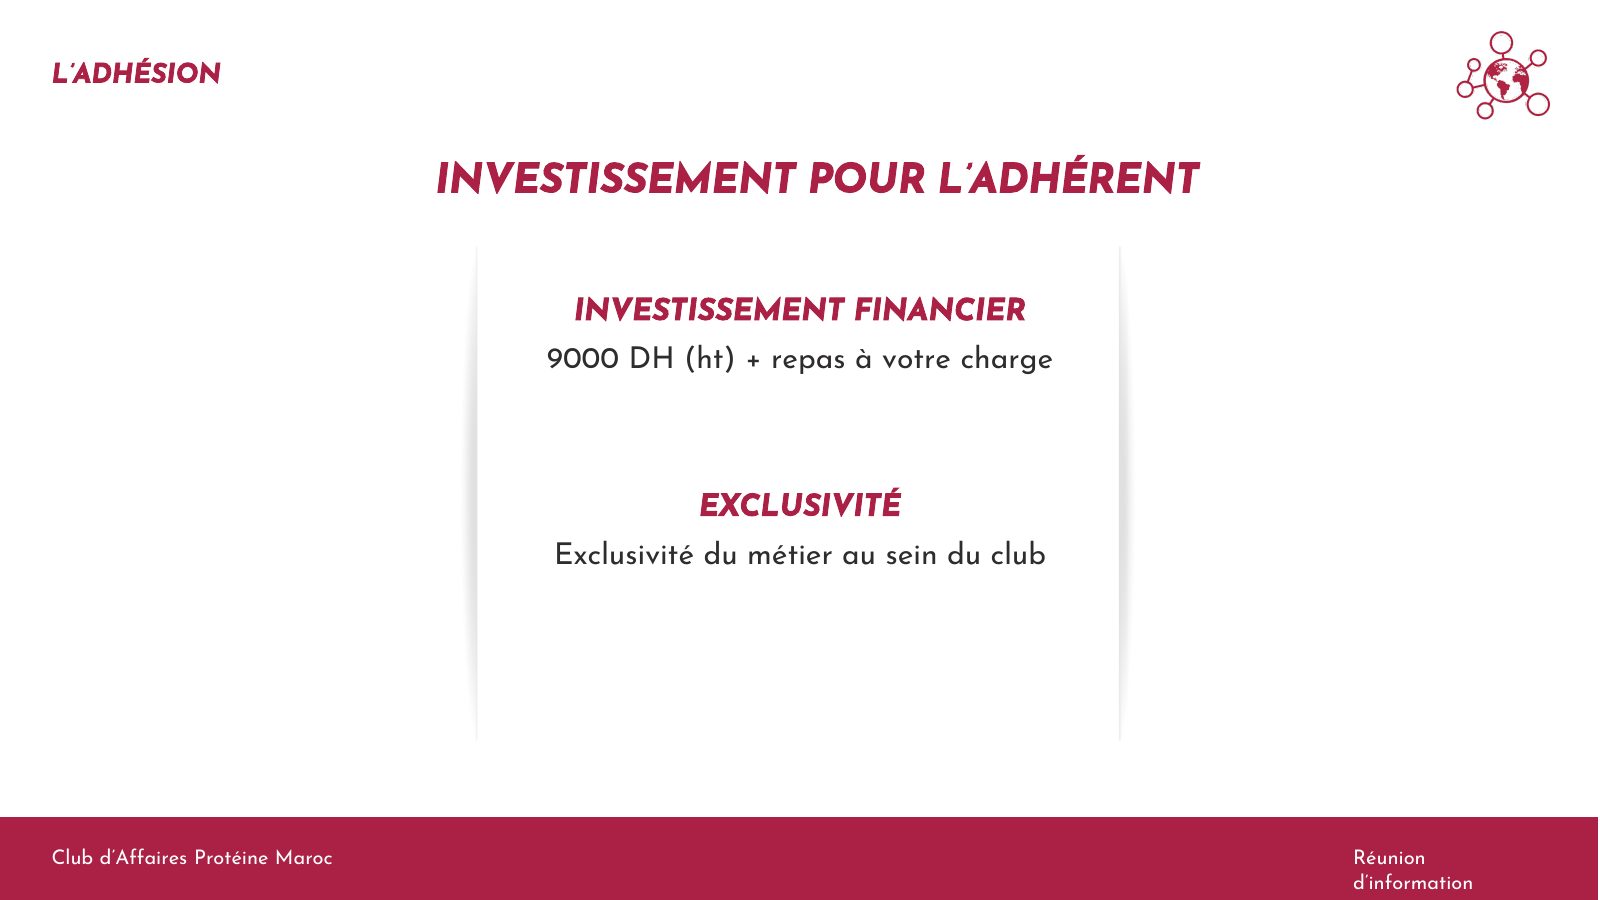 L'ADHÉSION
INVESTISSEMENT POUR L'ADHÉRENT
INVESTISSEMENT FINANCIER
9000 DH (ht) + repas à votre charge
EXCLUSIVITÉ
Exclusivité du métier au sein du club
Club d'Affaires Protéine Maroc
Réunion
d'information